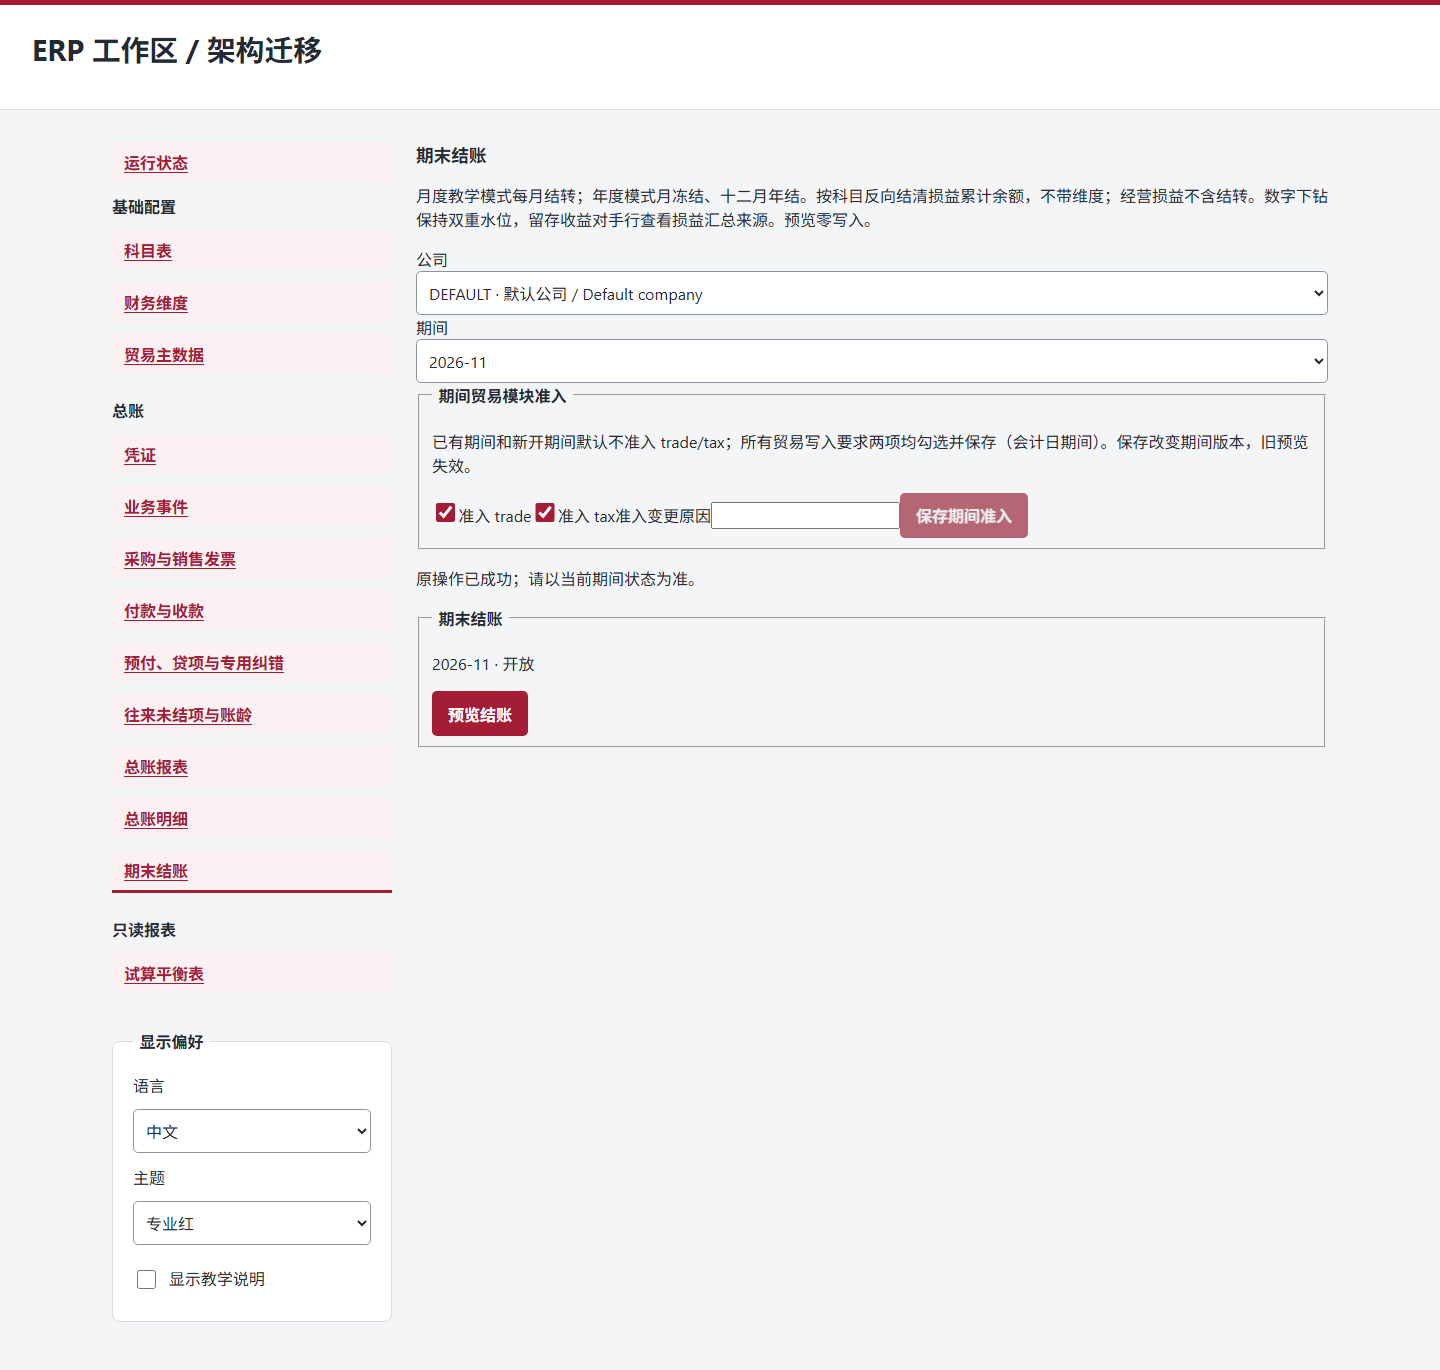 ERP 工作区 / 架构迁移
运行状态
基础配置
科目表
财务维度
贸易主数据
总账
凭证
业务事件
采购与销售发票
付款与收款
预付、贷项与专用纠错
往来未结项与账龄
总账报表
总账明细
期末结账
只读报表
试算平衡表
显示偏好
语言
中文
主题
专业红
显示教学说明
期末结账
月度教学模式每月结转；年度模式月冻结、十二月年结。按科目反向结清损益累计余额，不带维度；经营损益不含结转。数字下钻
保持双重水位，留存收益对手行查看损益汇总来源。预览零写入。
公司
DEFAULT · 默认公司 / Default company
期间
2026-11
期间贸易模块准入
已有期间和新开期间默认不准入 trade/tax；所有贸易写入要求两项均勾选并保存（会计日期间）。保存改变期间版本，旧预览
失效。
准入 trade 准入 tax准入变更原因 保存期间准入
原操作已成功；请以当前期间状态为准。
期末结账
2026-11 · 开放
预览结账